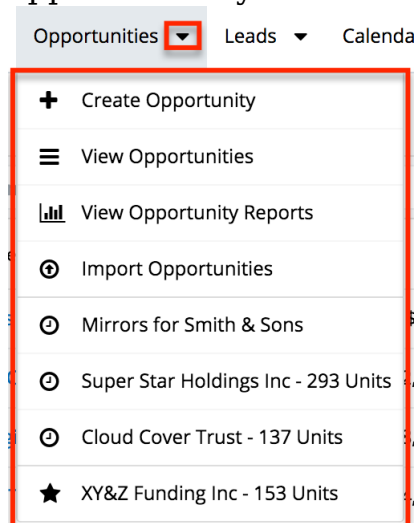 Opportunities Leads Calenda
Create Opportunity
View Opportunities
View Opportunity Reports
Import Opportunities
Mirrors for Smith & Sons
Super Star Holdings Inc - 293 Units
Cloud Cover Trust - 137 Units
XY&Z Funding Inc - 153 Units